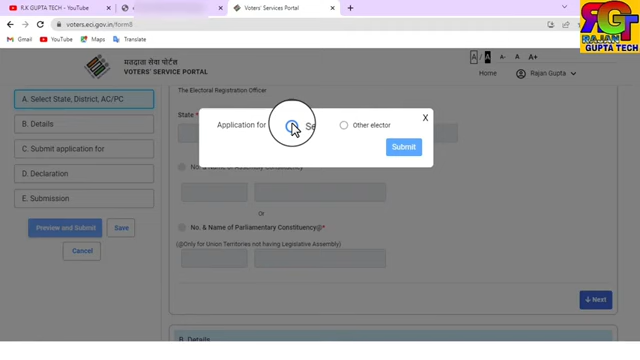 R.K GUPTA TECH - YouTube
Voters' Services Portal
voters.eci.gov.in/form8
Gmail
YouTube
Maps
Translate
RAJAN
GUPTA TECH
मतदाता सेवा पोर्टल
VOTERS' SERVICE PORTAL
A
A
A-
A
A+
Home
Rajan Gupta
A. Select State, District, AC/PC
B. Details
C. Submit application for
D. Declaration
E. Submission
Preview and Submit
Save
Cancel
The Electoral Registration Officer
State*
X
Application for
Se
Other elector
Submit
No. & Name of Assembly Constituency
Or
No. & Name of Parliamentary Constituency@*
(@Only for Union Territories not having Legislative Assembly)
Next
B. Details